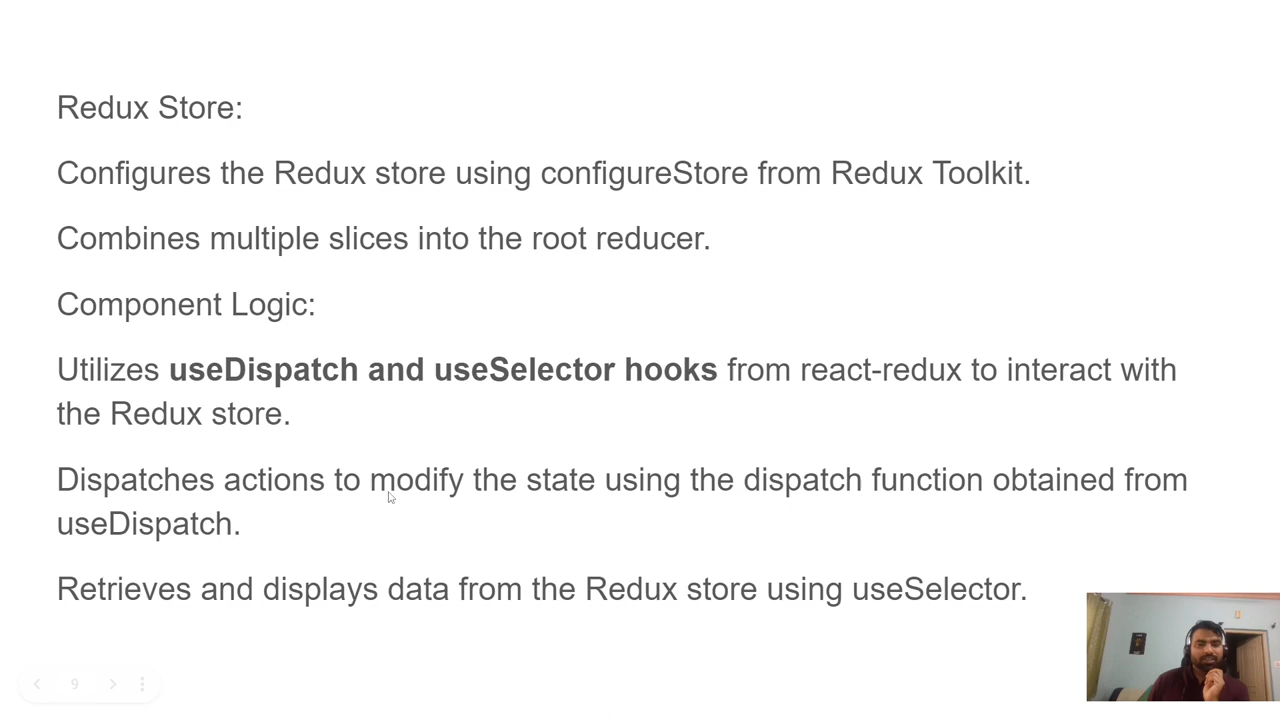 Redux Store:
Configures the Redux store using configureStore from Redux Toolkit.
Combines multiple slices into the root reducer.
Component Logic:
Utilizes useDispatch and useSelector hooks from react-redux to interact with
the Redux store.
Dispatches actions to modify the state using the dispatch function obtained from
useDispatch.
Retrieves and displays data from the Redux store using useSelector.
9